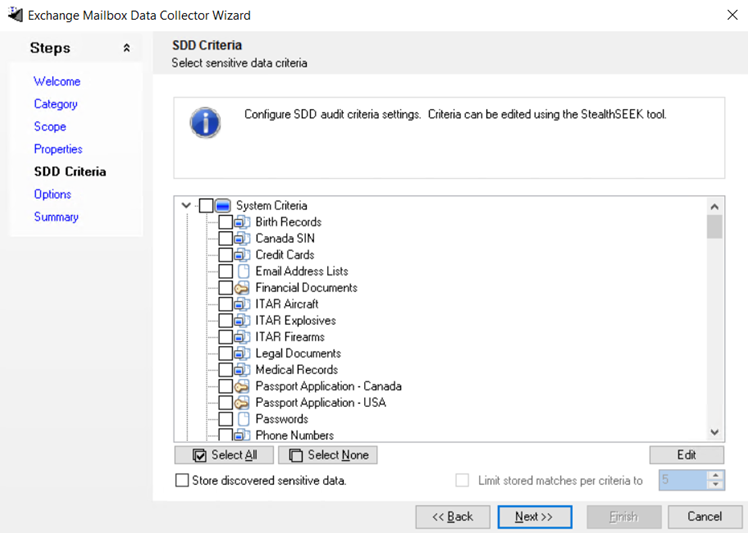 Exchange Mailbox Data Collector Wizard
Steps
Welcome
Category
Scope
Properties
SDD Criteria
Options
Summary
SDD Criteria
Select sensitive data criteria
Configure SDD audit criteria settings. Criteria can be edited using the StealthSEEK tool.
System Criteria
Birth Records
Canada SIN
Credit Cards
Email Address Lists
Financial Documents
ITAR Aircraft
ITAR Explosives
ITAR Firearms
Legal Documents
Medical Records
Passport Application - Canada
Passport Application - USA
Passwords
Phone Numbers
Select All Select None Edit
Store discovered sensitive data. Limit stored matches per criteria to 5
<< Back Next >> Finish Cancel